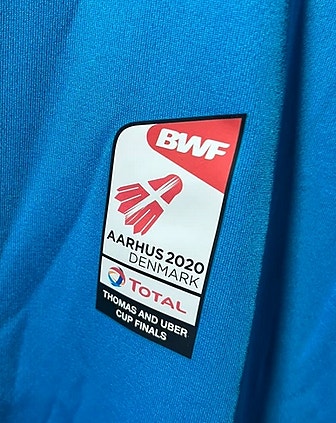 BWF
AARHUS 2020
DENMARK
TOTAL
THOMAS AND UBER
CUP FINALS